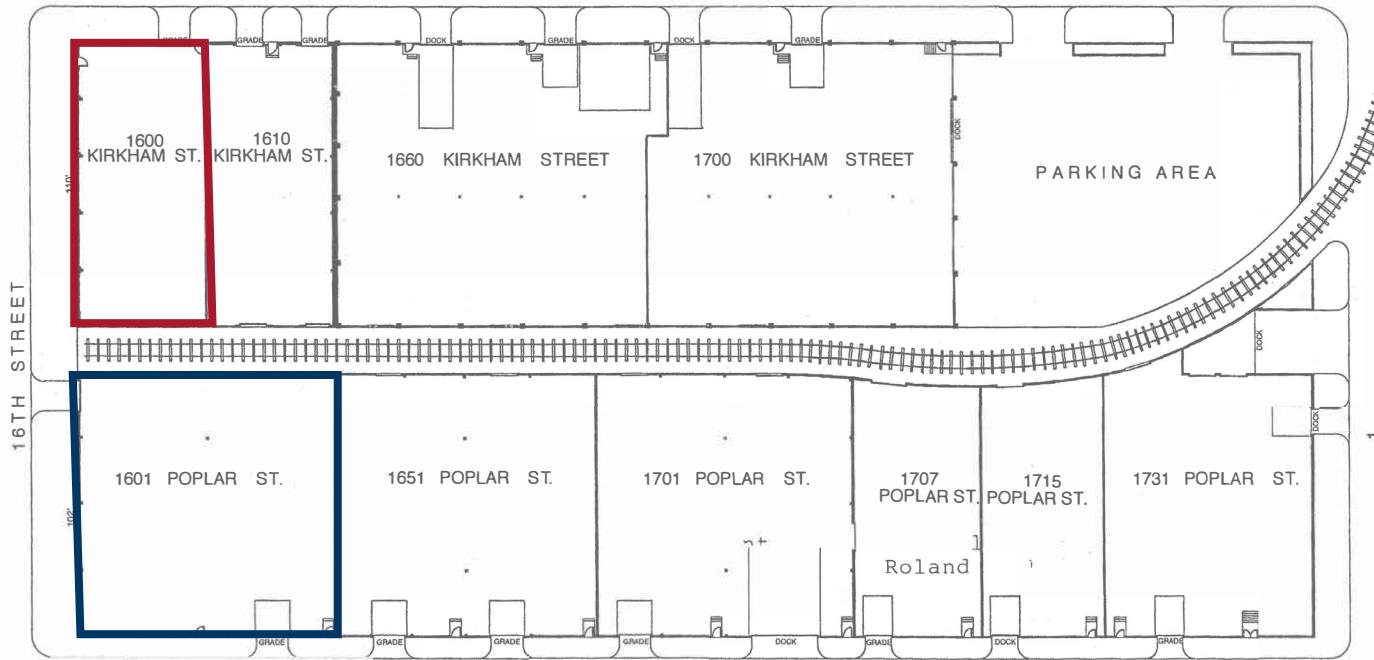 GRADE
GRADE
GRADE
DOCK
GRADE
DOCK
GRADE
1600
KIRKHAM ST.
1610
KIRKHAM ST.
1660 KIRKHAM STREET
1700 KIRKHAM STREET
DOCK
PARKING AREA
110'
16TH STREET
DOCK
DOCK
1601 POPLAR ST.
1651 POPLAR ST.
1701 POPLAR ST.
1707
POPLAR ST.
1715
POPLAR ST.
1731 POPLAR ST.
102'
Roland
GRADE
GRADE
GRADE
GRADE
DOCK
GRADE
DOCK
GRADE